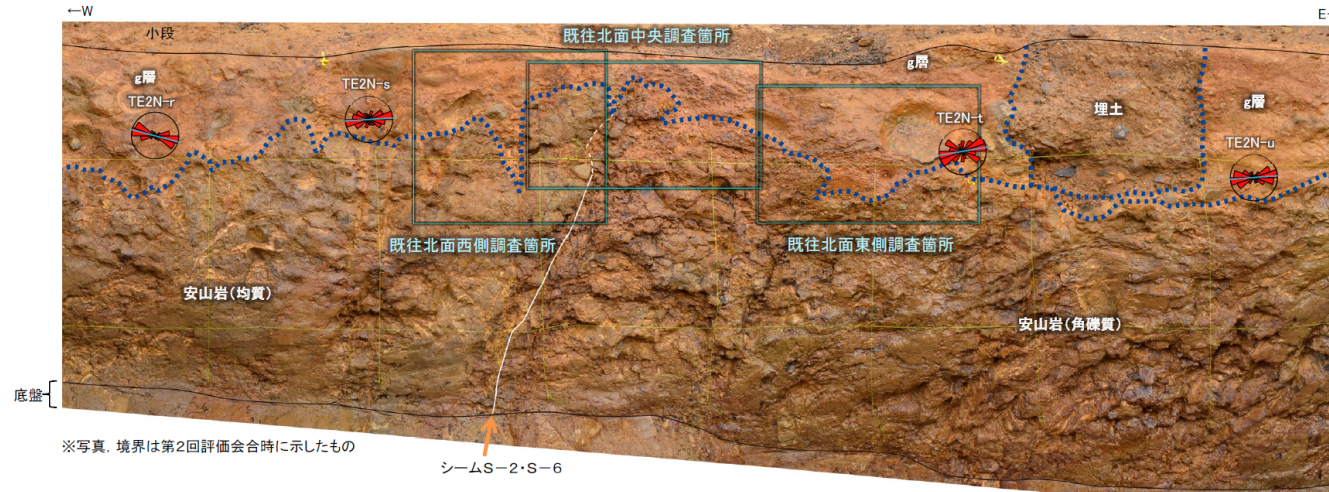 ←W
E
小段
既往北面中央調査箇所
g層
TE2N-s
g層
TE2N-r
埋土
g層
TE2N-t
TE2N-u
既往北面西側調査箇所
既往北面東側調査箇所
安山岩(均質)
安山岩(角礫質)
底盤
※写真，境界は第2回評価会合時に示したもの
シームS－2・S－6